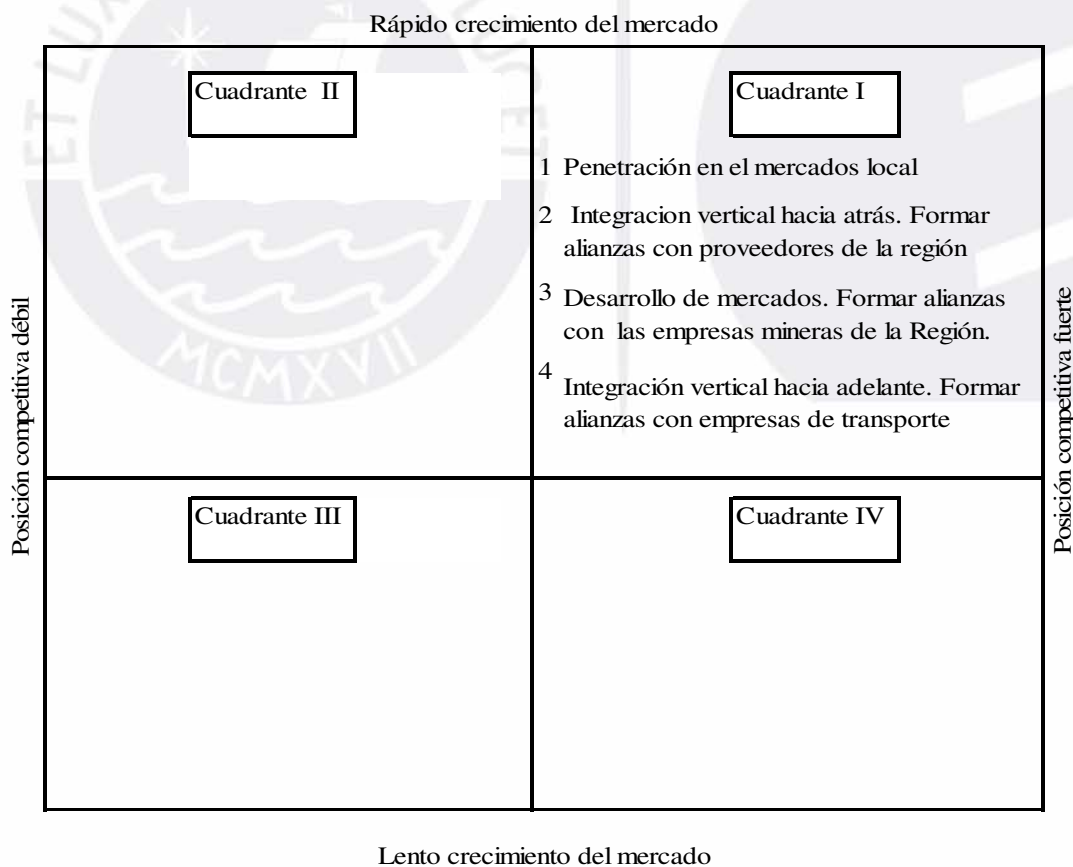 Rápido crecimiento del mercado
Cuadrante II
Cuadrante I
1 Penetración en el mercados local
2 Integracion vertical hacia atrás. Formar
alianzas con proveedores de la región
3 Desarrollo de mercados. Formar alianzas
con las empresas mineras de la Región.
4 Integración vertical hacia adelante. Formar
alianzas con empresas de transporte
Posición competitiva débil
Posición competitiva fuerte
Cuadrante III
Cuadrante IV
Lento crecimiento del mercado
ET LUX
LUCET
MCMXVII